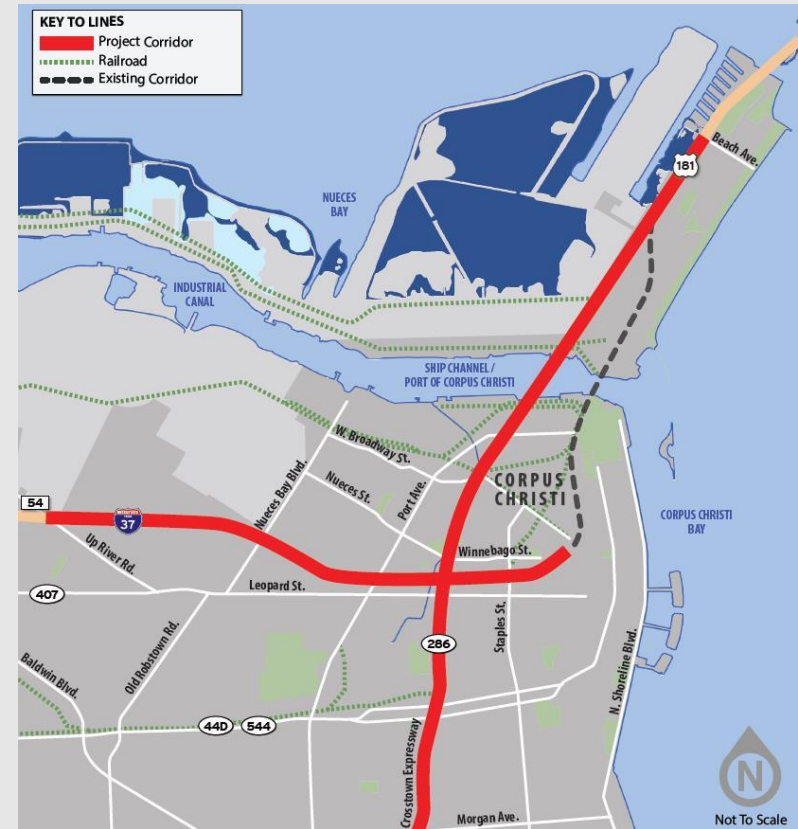 KEY TO LINES
Project Corridor
Railroad
Existing Corridor
181
Beach Ave.
NUECES
BAY
INDUSTRIAL
CANAL
SHIP CHANNEL /
PORT OF CORPUS CHRISTI
W. Broadway St.
Nueces Bay Blvd.
Nueces St.
Port Ave.
CORPUS
CHRISTI
CORPUS CHRISTI
BAY
54
37
Up River Rd.
Winnebago St.
Leopard St.
407
Old Robstown Rd.
Staples St.
286
Baldwin Blvd.
N. Shoreline Blvd.
44D
544
Crosstown Expressway
Morgan Ave.
N
Not To Scale